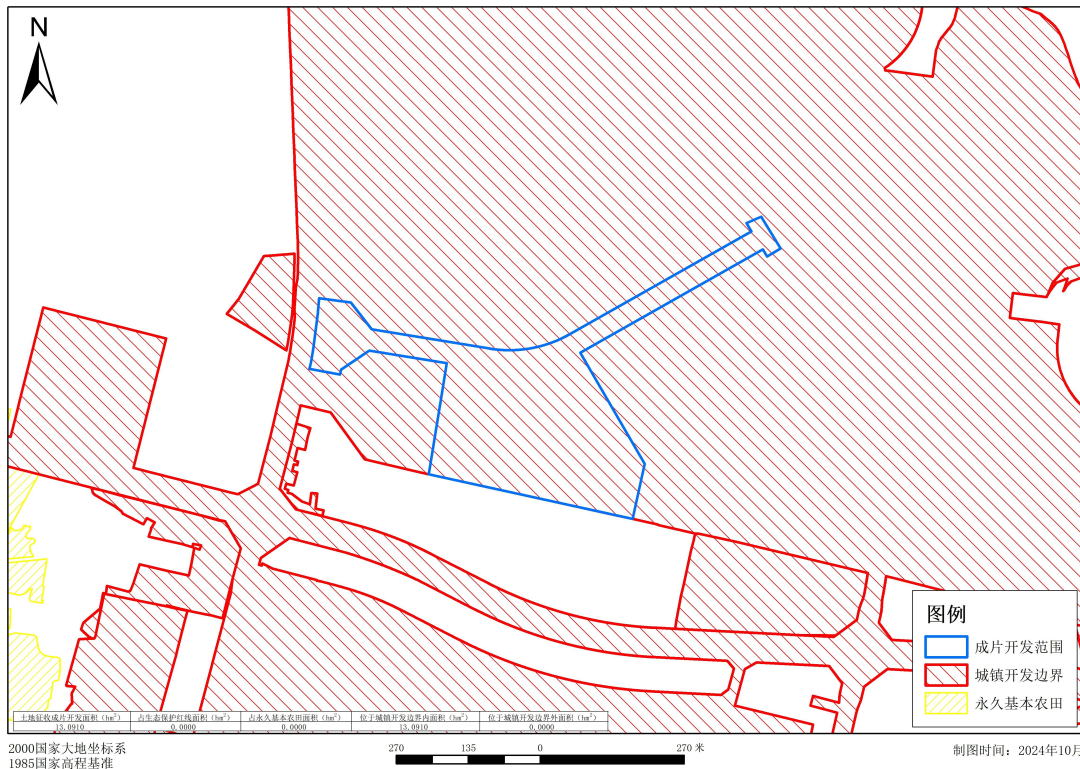 N
图例
成片开发范围
城镇开发边界
永久基本农田
土地征收成片开发面积（hm²） 占生态保护红线面积（hm²） 占永久基本农田面积（hm²） 位于城镇开发边界内面积（hm²） 位于城镇开发边界外面积（hm²）
13.0910 0.0000 0.0000 13.0910 0.0000
2000国家大地坐标系
1985国家高程基准
270 135 0 270 米
制图时间：2024年10月